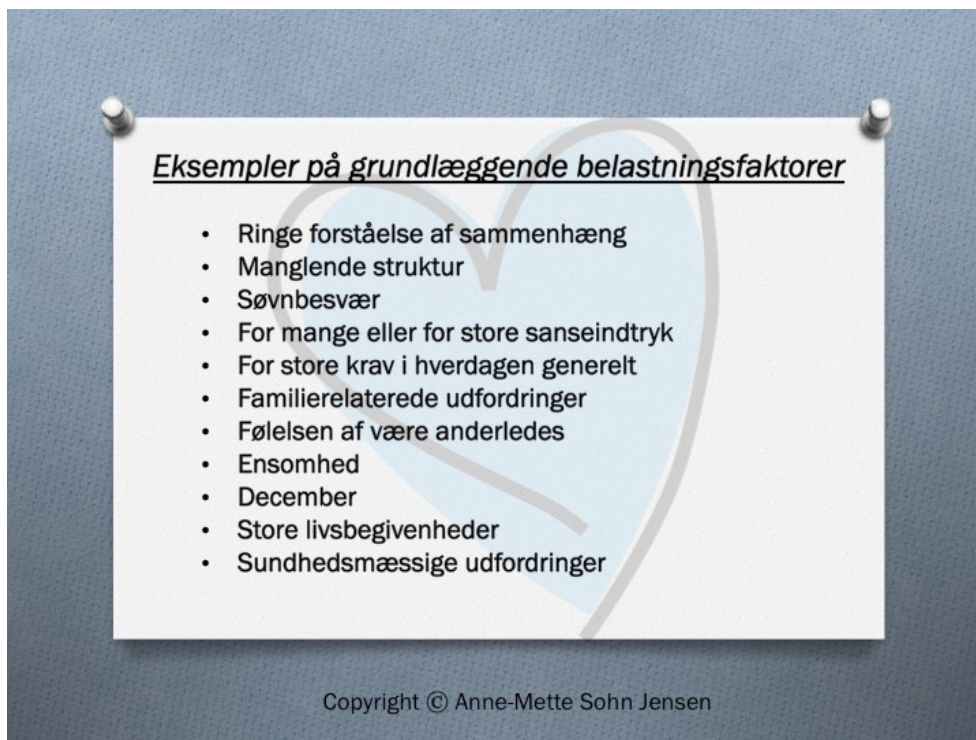 Eksempler på grundlæggende belastningsfaktorer
• Ringe forståelse af sammenhæng
• Manglende struktur
• Søvnbesvær
• For mange eller for store sanseindtryk
• For store krav i hverdagen generelt
• Familierelaterede udfordringer
• Følelsen af være anderledes
• Ensomhed
• December
• Store livsbegivenheder
• Sundhedsmæssige udfordringer
Copyright © Anne-Mette Sohn Jensen